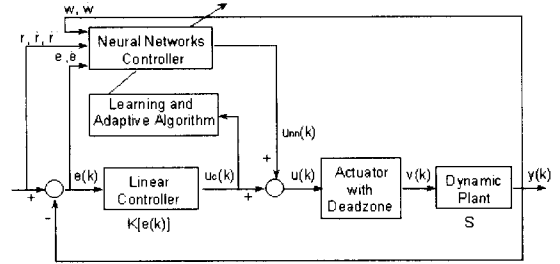 w, ẇ
r, ṙ, r̈
e, ė
Neural Networks
Controller
Learning and
Adaptive Algorithm
unn(k)
e(k)
Linear
Controller
K[e(k)]
uc(k)
+
-
+
+
u(k)
Actuator
with
Deadzone
v(k)
Dynamic
Plant
S
y(k)